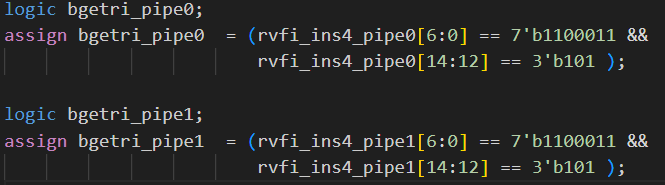 logic bgetri_pipe0;
assign bgetri_pipe0  = (rvfi_ins4_pipe0[6:0] == 7'b1100011 &&
rvfi_ins4_pipe0[14:12] == 3'b101 );
logic bgetri_pipe1;
assign bgetri_pipe1  = (rvfi_ins4_pipe1[6:0] == 7'b1100011 &&
rvfi_ins4_pipe1[14:12] == 3'b101 );